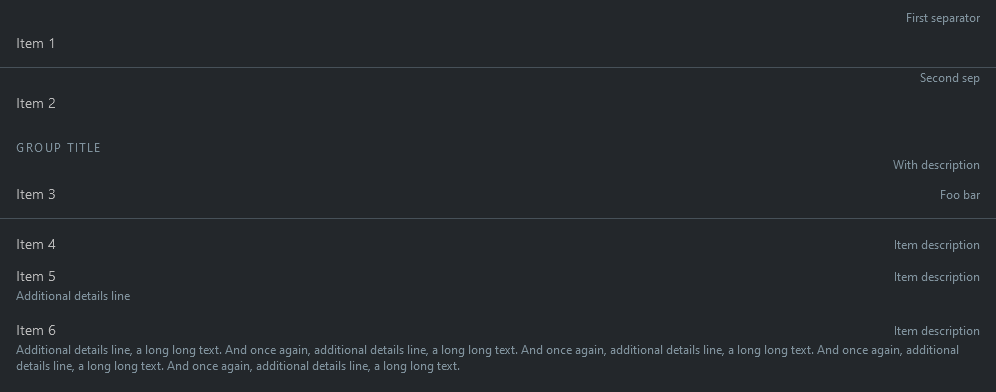 First separator
Item 1
Second sep
Item 2
GROUP TITLE
With description
Item 3 Foo bar
Item 4 Item description
Item 5 Item description
Additional details line
Item 6 Item description
Additional details line, a long long text. And once again, additional details line, a long long text. And once again, additional details line, a long long text. And once again, additional
details line, a long long text. And once again, additional details line, a long long text.